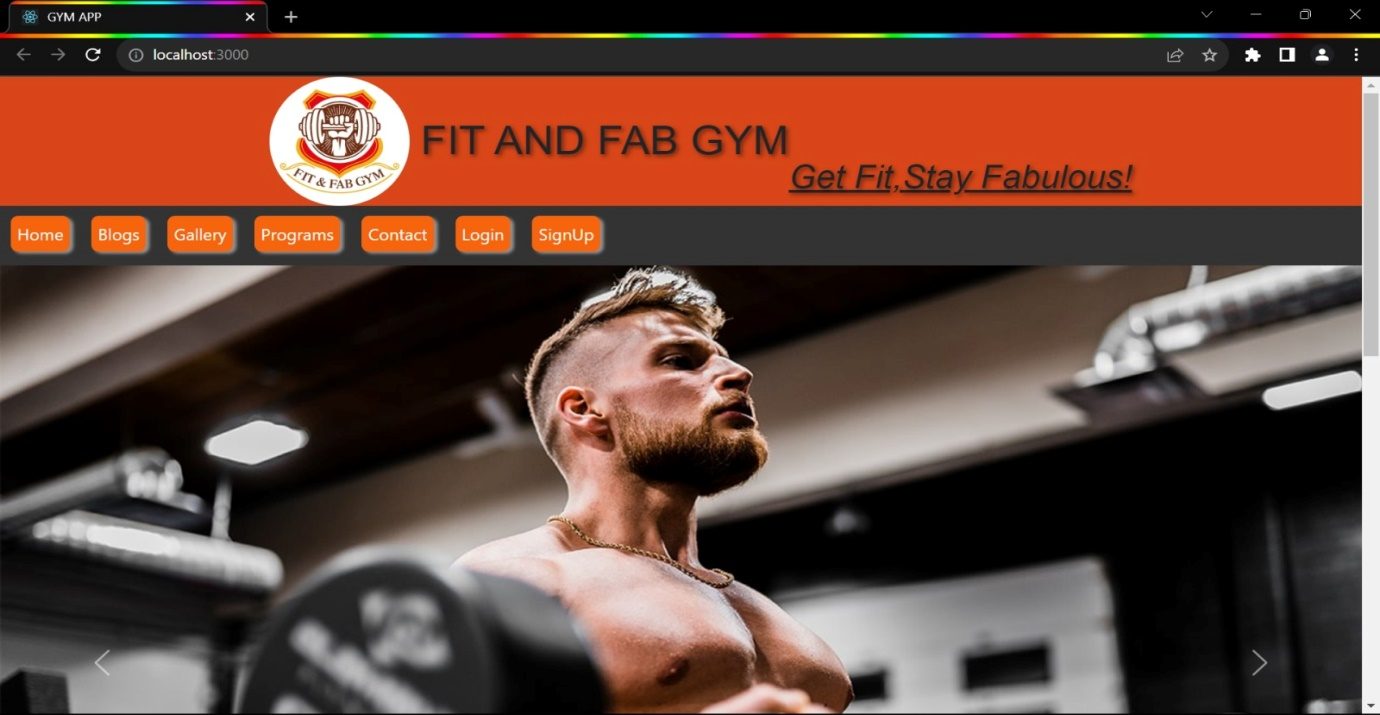 GYM APP
localhost:3000
FIT & FAB GYM
FIT AND FAB GYM
Get Fit,Stay Fabulous!
Home Blogs Gallery Programs Contact Login SignUp